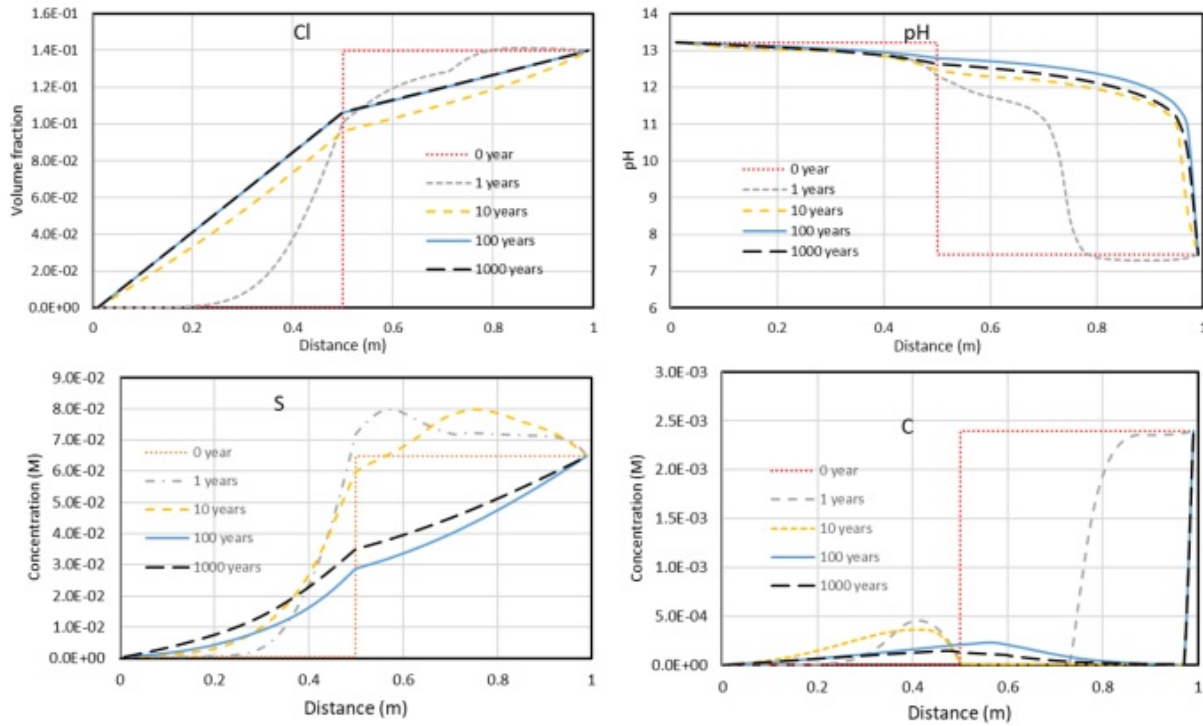 Cl
1.6E-01
1.4E-01
1.2E-01
1.0E-01
8.0E-02
6.0E-02
4.0E-02
2.0E-02
0.0E+00
Volume fraction
0 year
1 years
10 years
100 years
1000 years
0 0.2 0.4 0.6 0.8 1
Distance (m)
pH
14
13
12
11
10
9
8
7
6
pH
0 year
1 years
10 years
100 years
1000 years
0 0.2 0.4 0.6 0.8 1
Distance (m)
S
9.0E-02
8.0E-02
7.0E-02
6.0E-02
5.0E-02
4.0E-02
3.0E-02
2.0E-02
1.0E-02
0.0E+00
Concentration (M)
0 year
1 years
10 years
100 years
1000 years
0 0.2 0.4 0.6 0.8 1
Distance (m)
C
3.0E-03
2.5E-03
2.0E-03
1.5E-03
1.0E-03
5.0E-04
0.0E+00
Concentration (M)
0 year
1 years
10 years
100 years
1000 years
0 0.2 0.4 0.6 0.8 1
Distance (m)